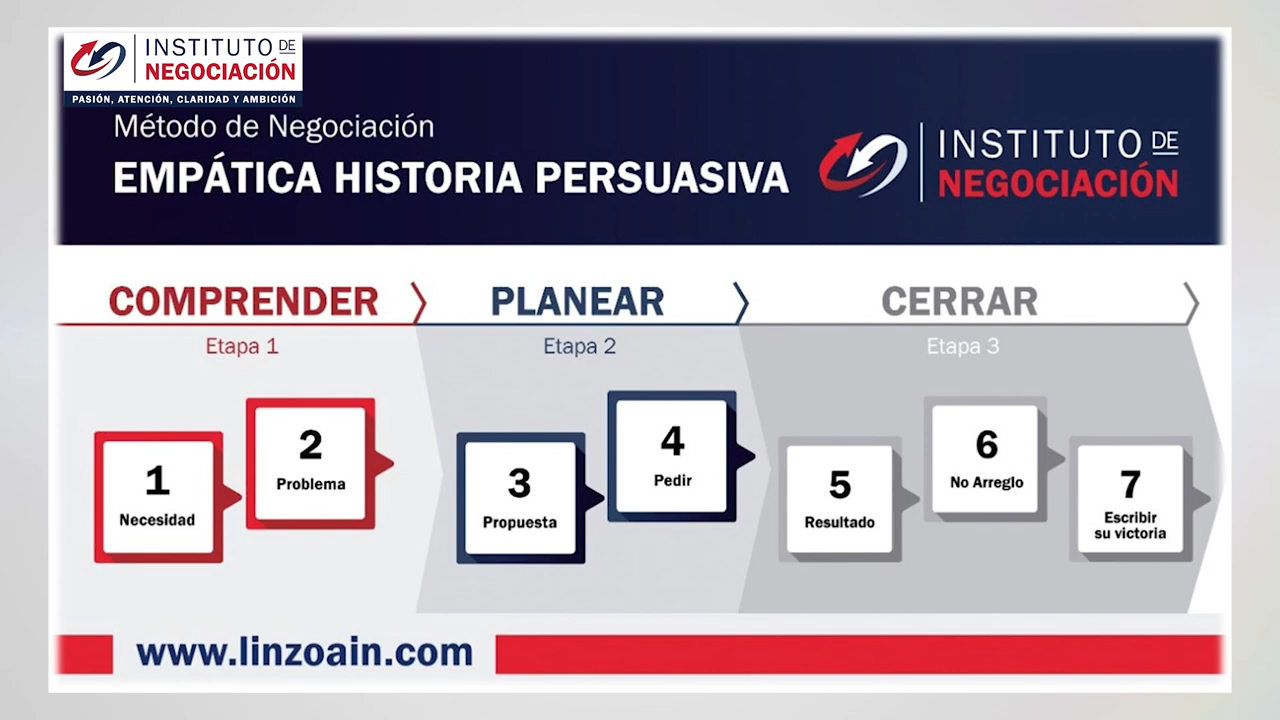 INSTITUTO DE
NEGOCIACIÓN
PASIÓN, ATENCIÓN, CLARIDAD Y AMBICIÓN
Método de Negociación
EMPÁTICA HISTORIA PERSUASIVA
INSTITUTO DE
NEGOCIACIÓN
COMPRENDER
PLANEAR
CERRAR
Etapa 1
Etapa 2
Etapa 3
1
Necesidad
2
Problema
3
Propuesta
4
Pedir
5
Resultado
6
No Arreglo
7
Escribir
su victoria
www.linzoain.com